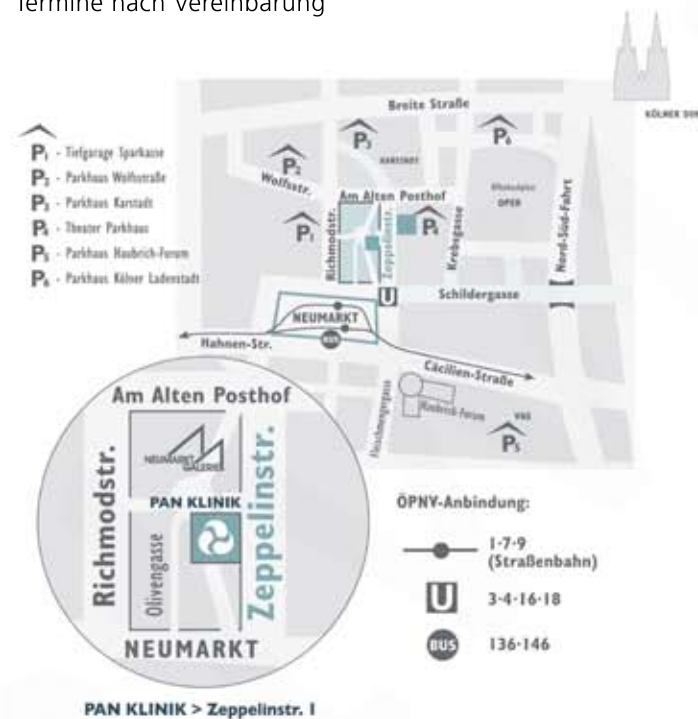 Termine nach Vereinbarung
KÖLNER DOM
Breite Straße
P1 - Tiefgarage Sparkasse
P2 - Parkhaus Wolfsstraße
P3 - Parkhaus Karstadt
P4 - Theater Parkhaus
P5 - Parkhaus Haubrich-Forum
P6 - Parkhaus Kölner Ladenstadt
P3
P6
KARSTADT
P2
Wolfsstr.
OPER
Am Alten Posthof
P1
P4
Richmodstr.
Zeppelinstr.
Krebsgasse
Nord-Süd-Fahrt
U
Schildergasse
NEUMARKT
BUS
Hahnen-Str.
Cäcilien-Straße
Fleischmengergasse
Haubrich-Forum
VHS
P5
Am Alten Posthof
Richmodstr.
NEUMARKT
GALERIE
PAN KLINIK
Olivengasse
Zeppelinstr.
NEUMARKT
ÖPNV-Anbindung:
1·7·9
(Straßenbahn)
U
3·4·16·18
BUS
136·146
PAN KLINIK > Zeppelinstr. 1